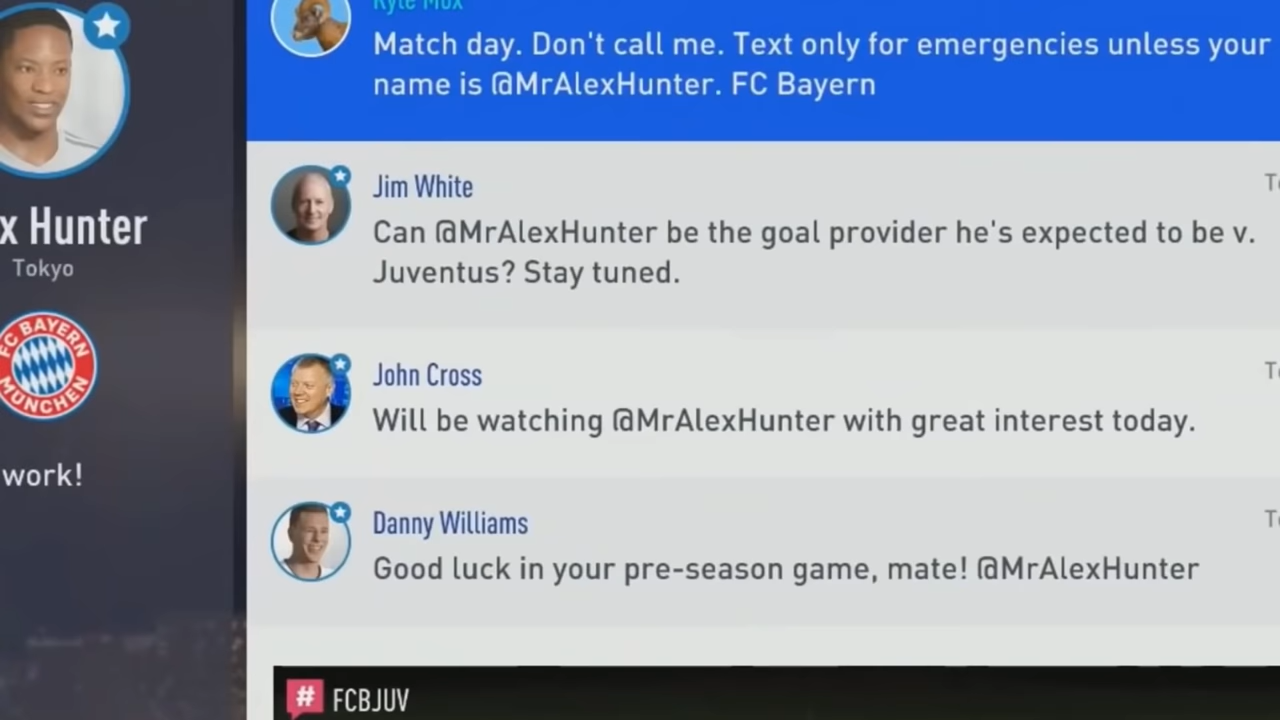 Kyle Mox
Match day. Don't call me. Text only for emergencies unless your
name is @MrAlexHunter. FC Bayern
Jim White
Can @MrAlexHunter be the goal provider he's expected to be v.
Juventus? Stay tuned.
John Cross
Will be watching @MrAlexHunter with great interest today.
Danny Williams
Good luck in your pre-season game, mate! @MrAlexHunter
# FCBJUV
x Hunter
Tokyo
FC BAYERN
MÜNCHEN
work!